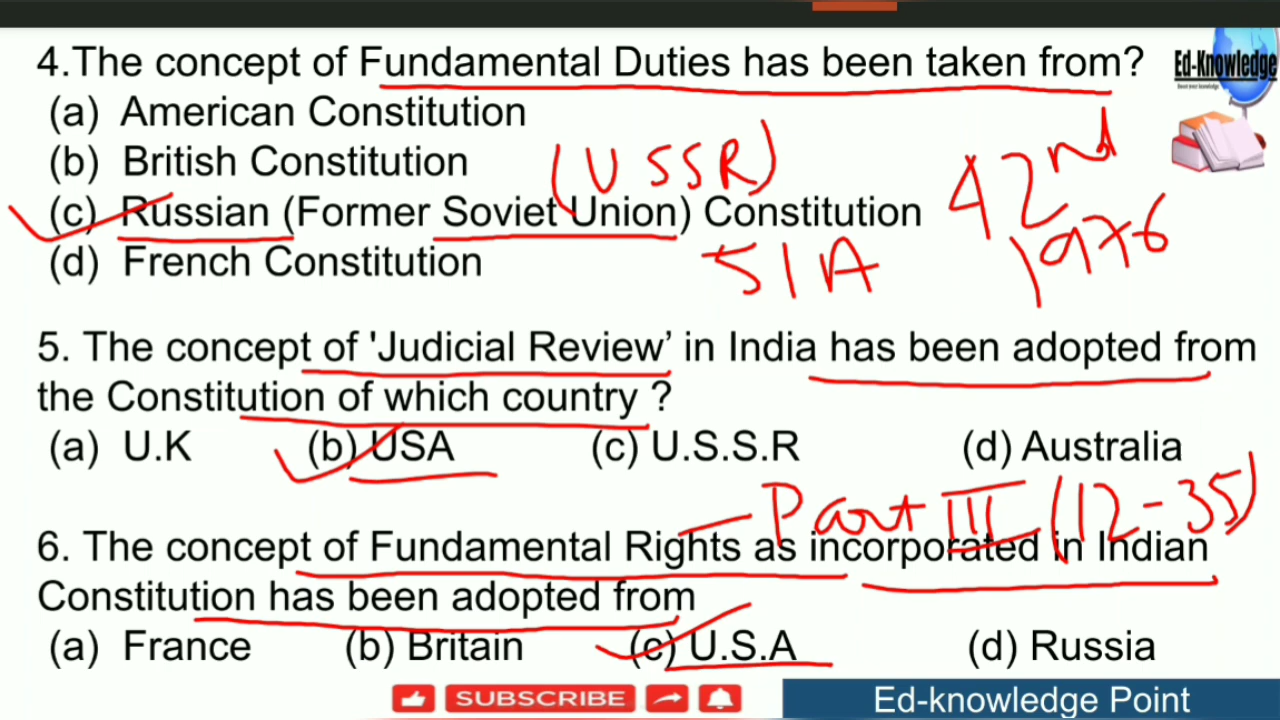 4.The concept of Fundamental Duties has been taken from?
Ed-Knowledge
(a) American Constitution
(b) British Constitution
(USSR)
42nd
(c) Russian (Former Soviet Union) Constitution
1976
(d) French Constitution
51A
5. The concept of 'Judicial Review’ in India has been adopted from
the Constitution of which country ?
(a) U.K (b) USA (c) U.S.S.R (d) Australia
- Part III (12-35)
6. The concept of Fundamental Rights as incorporated in Indian
Constitution has been adopted from
(a) France (b) Britain (c) U.S.A (d) Russia
SUBSCRIBE
Ed-knowledge Point